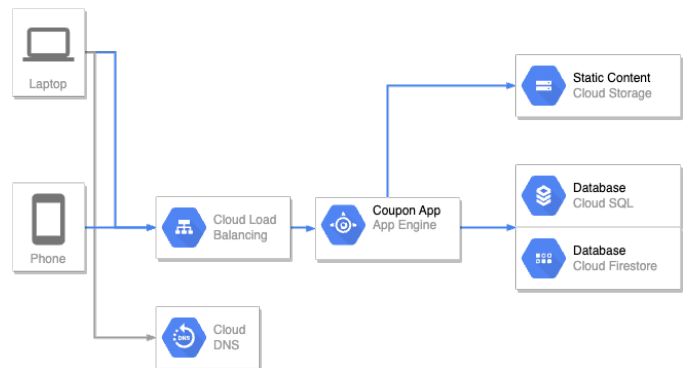 Laptop
Phone
Cloud Load
Balancing
DNS
Cloud
DNS
Coupon App
App Engine
Static Content
Cloud Storage
Database
Cloud SQL
Database
Cloud Firestore